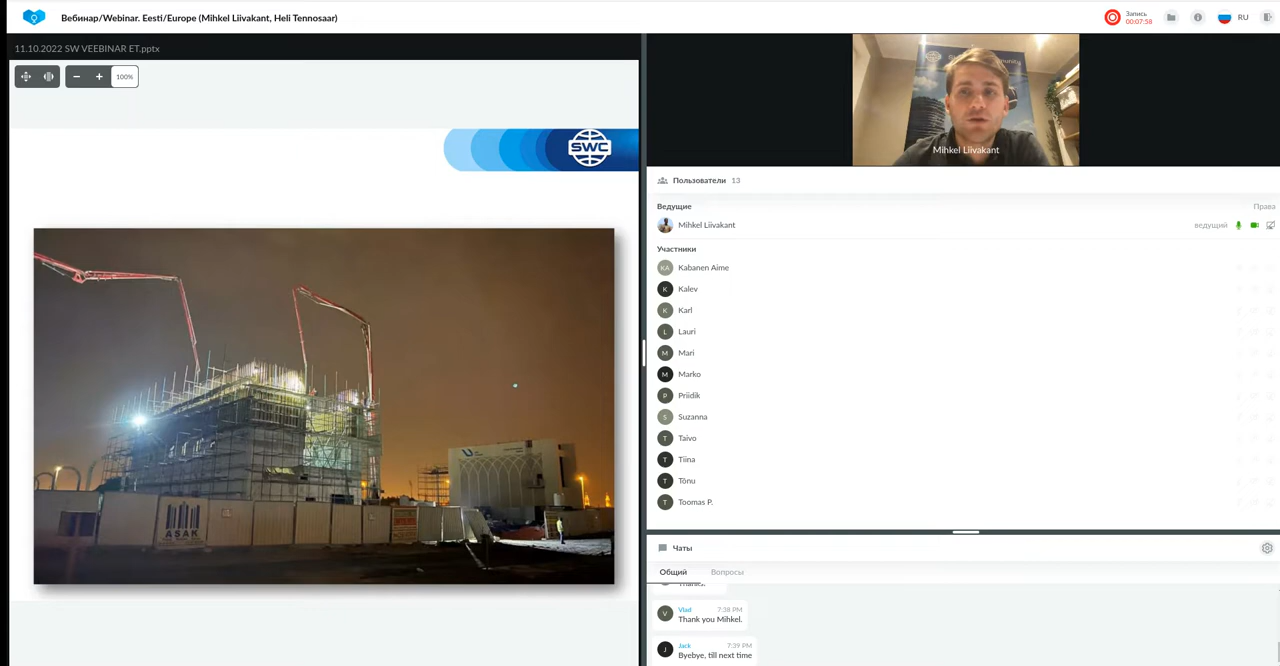 Вебинар/Webinar. Eesti/Europe (Mihkel Liivakant, Heli Tennosaar)
Запись
00:07:58
RU
11.10.2022 SW VEEBINAR ET.pptx
100%
SWC
ASAK
Mihkel Liivakant
Пользователи 13
Ведущие
Права
Mihkel Liivakant
ведущий
Участники
KA Kabanen Aime
K Kalev
K Karl
L Lauri
M Mari
M Marko
P Priidik
S Suzanna
T Taivo
T Tiina
T Tõnu
T Toomas P.
Чаты
Общий
Вопросы
Thanks.
V Vlad 7:38 PM
Thank you Mihkel.
J Jack 7:39 PM
Byebye, till next time